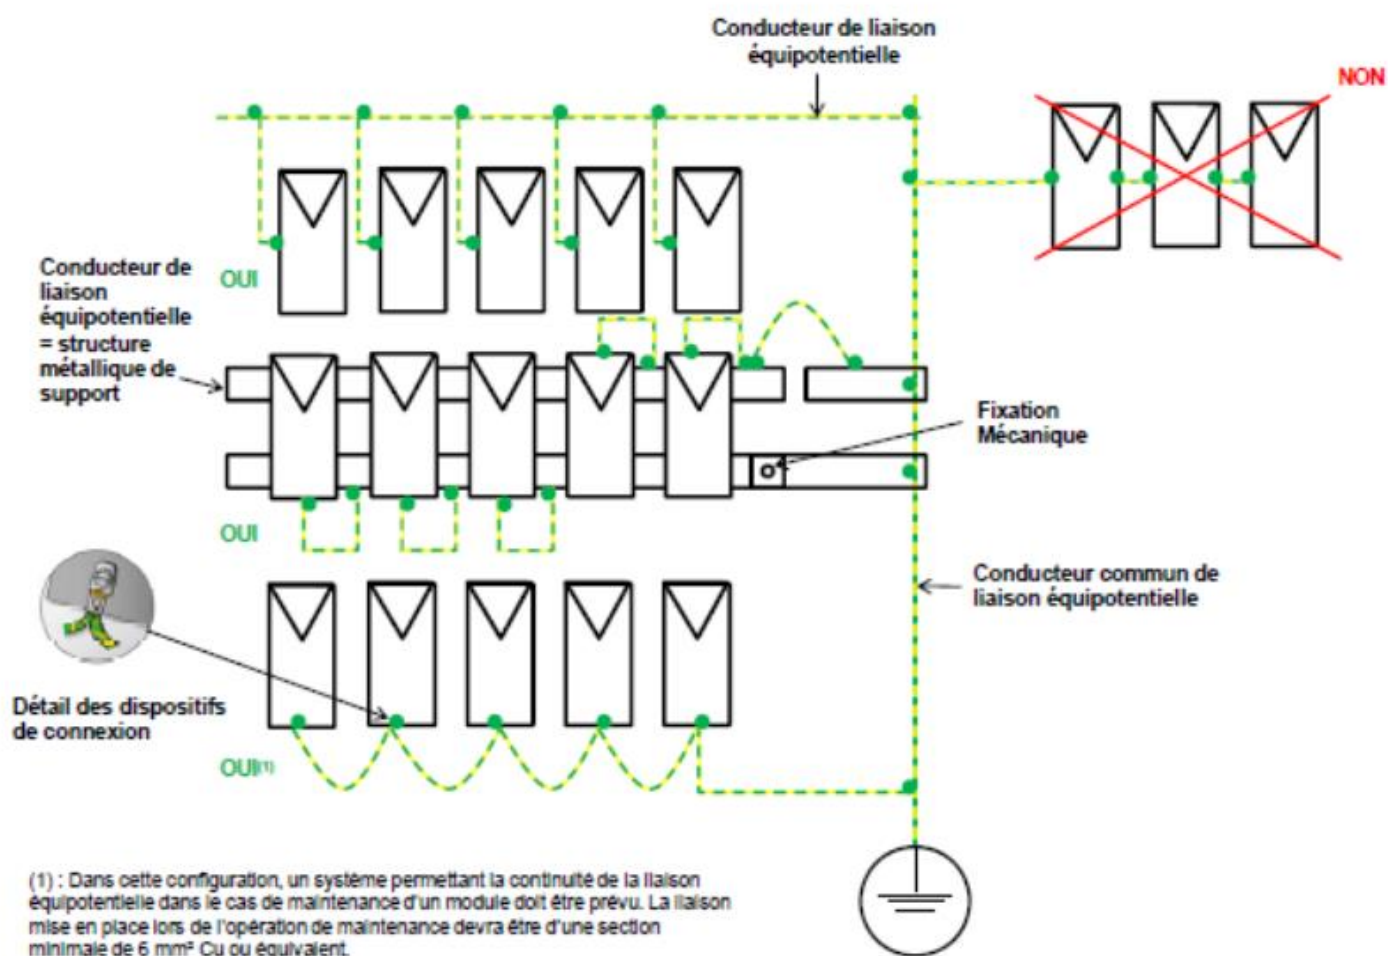 Conducteur de liaison
équipotentielle
NON
Conducteur de
liaison
équipotentielle
= structure
métallique de
support
OUI
Fixation
Mécanique
OUI
Conducteur commun de
liaison équipotentielle
Détail des dispositifs
de connexion
OUI(1)
(1) : Dans cette configuration, un système permettant la continuité de la liaison
équipotentielle dans le cas de maintenance d'un module doit être prévu. La liaison
mise en place lors de l'opération de maintenance devra être d'une section
minimale de 6 mm² Cu ou équivalent.